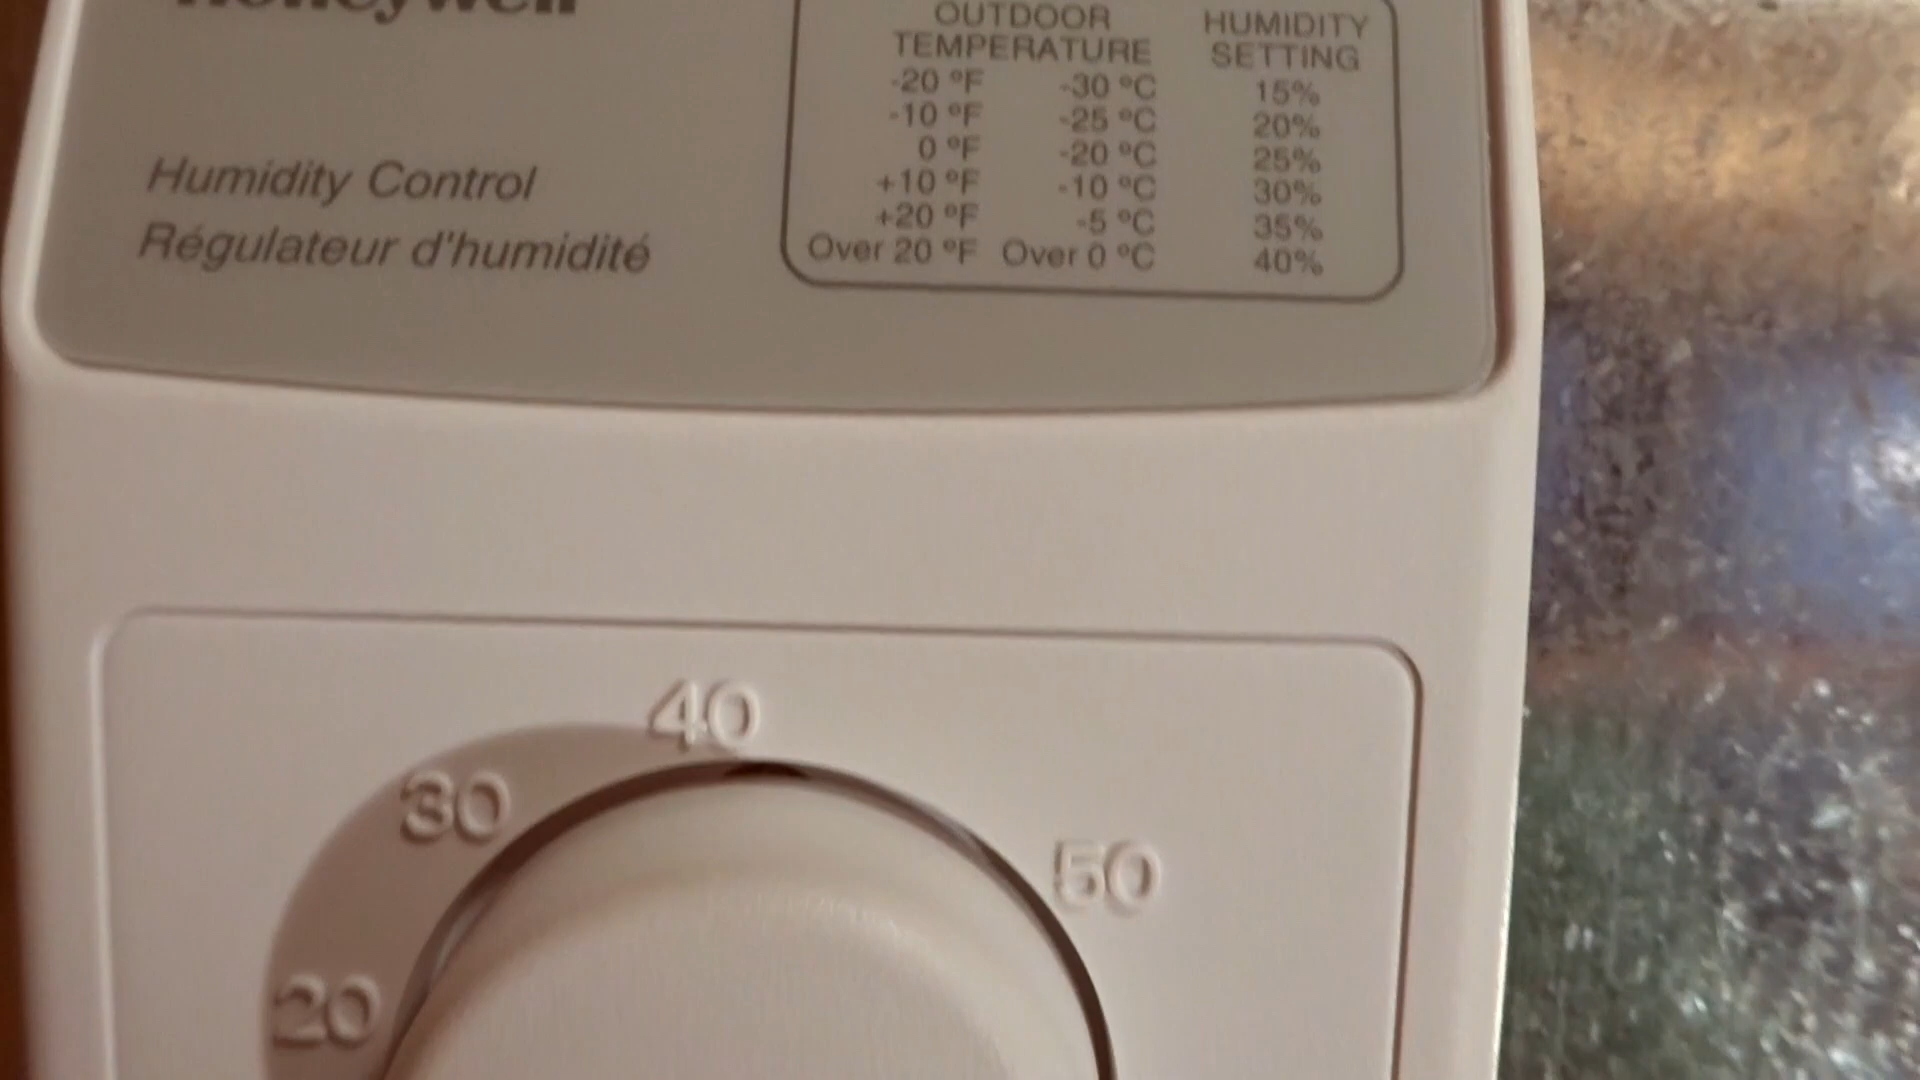 Honeywell
Humidity Control
Régulateur d'humidité
OUTDOOR TEMPERATURE HUMIDITY SETTING
-20 °F -30 °C 15%
-10 °F -25 °C 20%
0 °F -20 °C 25%
+10 °F -10 °C 30%
+20 °F -5 °C 35%
Over 20 °F Over 0 °C 40%
40
30
50
20